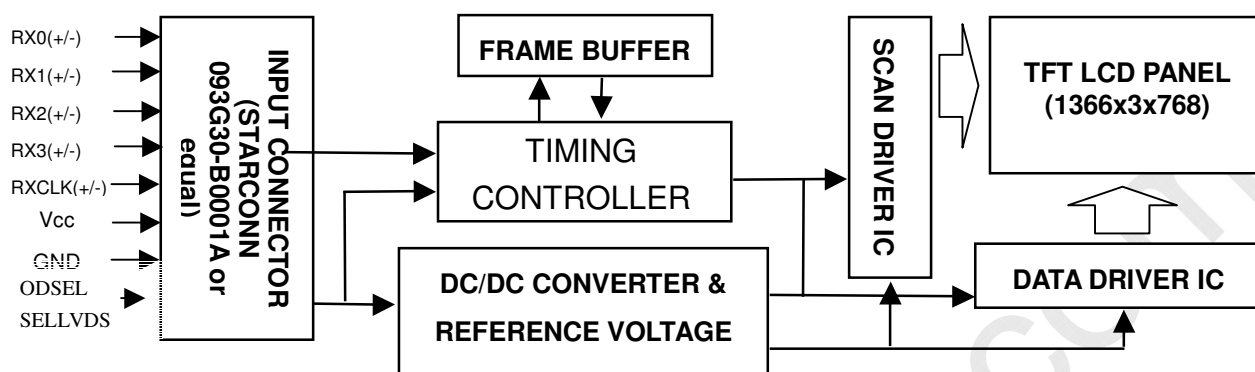 RX0(+/-)
RX1(+/-)
RX2(+/-)
RX3(+/-)
RXCLK(+/-)
Vcc
GND
ODSEL
SELLVDS
INPUT CONNECTOR
(STARCONN
093G30-B0001A or
equal)
FRAME BUFFER
TIMING
CONTROLLER
DC/DC CONVERTER &
REFERENCE VOLTAGE
SCAN DRIVER IC
TFT LCD PANEL
(1366x3x768)
DATA DRIVER IC